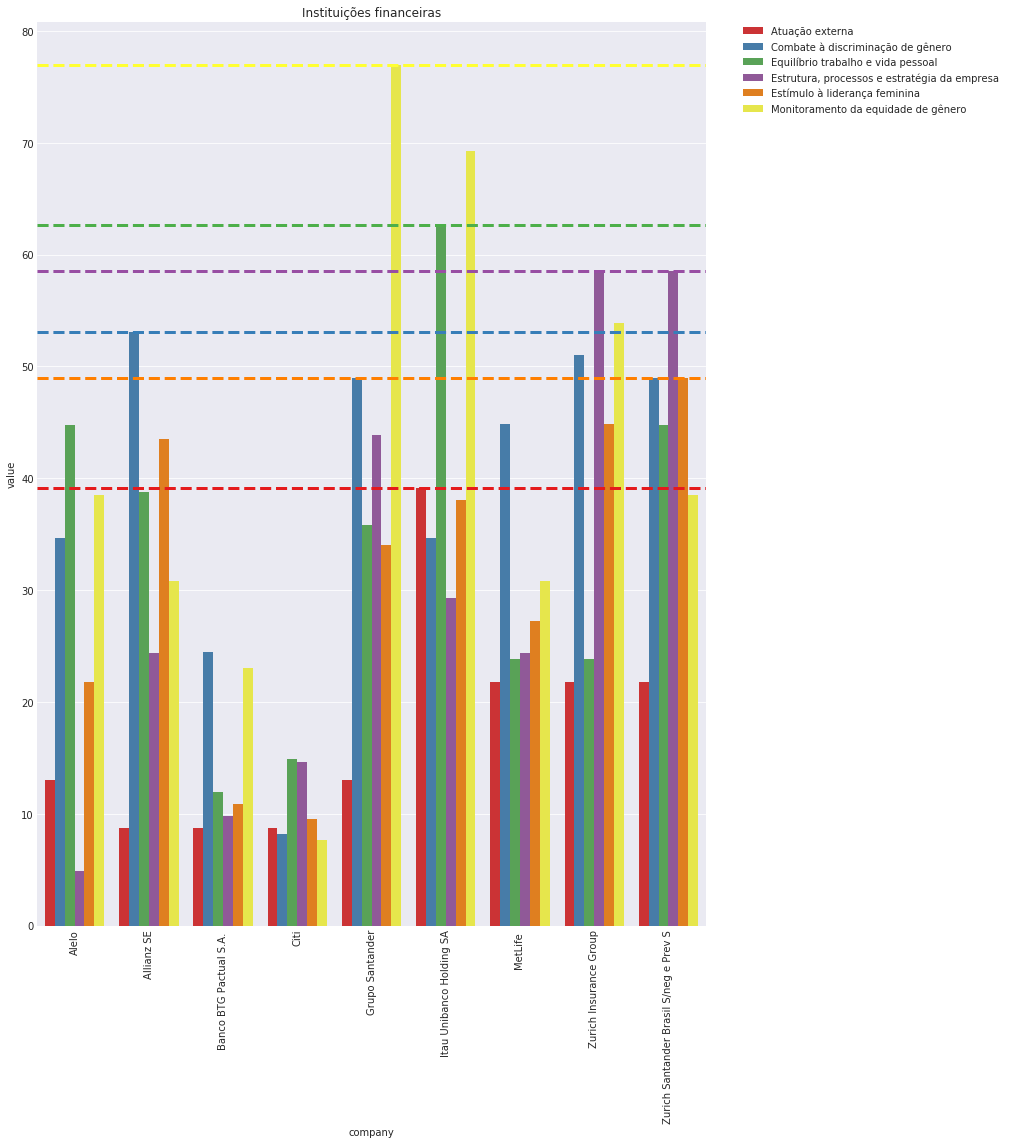 Instituições financeiras
Atuação externa
Combate à discriminação de gênero
Equilíbrio trabalho e vida pessoal
Estrutura, processos e estratégia da empresa
Estímulo à liderança feminina
Monitoramento da equidade de gênero
80
70
60
50
40
30
20
10
0
value
Alelo
Allianz SE
Banco BTG Pactual S.A.
Citi
Grupo Santander
Itau Unibanco Holding SA
MetLife
Zurich Insurance Group
Zurich Santander Brasil S/neg e Prev S
company